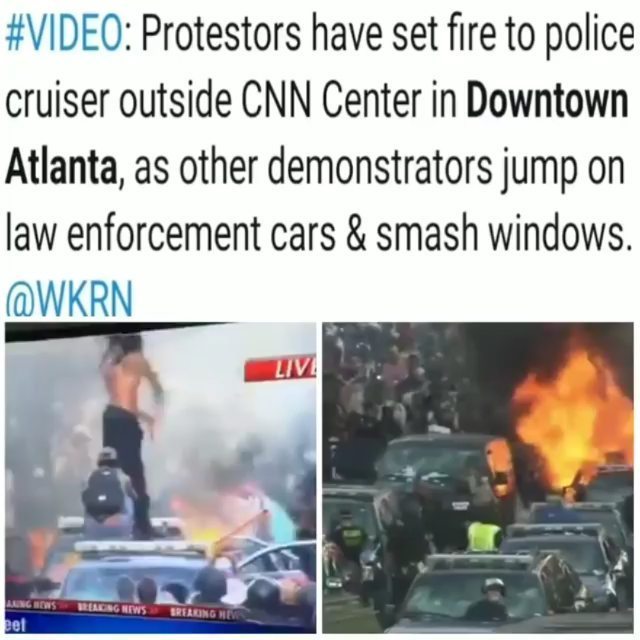 #VIDEO: Protestors have set fire to police
cruiser outside CNN Center in Downtown
Atlanta, as other demonstrators jump on
law enforcement cars & smash windows.
@WKRN
LIVE
BREAKING NEWS BREAKING NEWS
eet